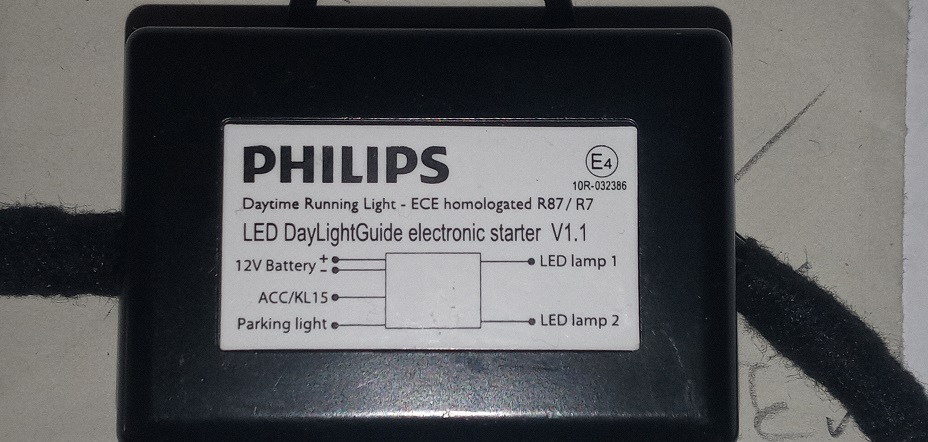 PHILIPS
E4
10R-032386
Daytime Running Light - ECE homologated R87/ R7
LED DayLightGuide electronic starter V1.1
12V Battery + -
LED lamp 1
ACC/KL15
Parking light
LED lamp 2